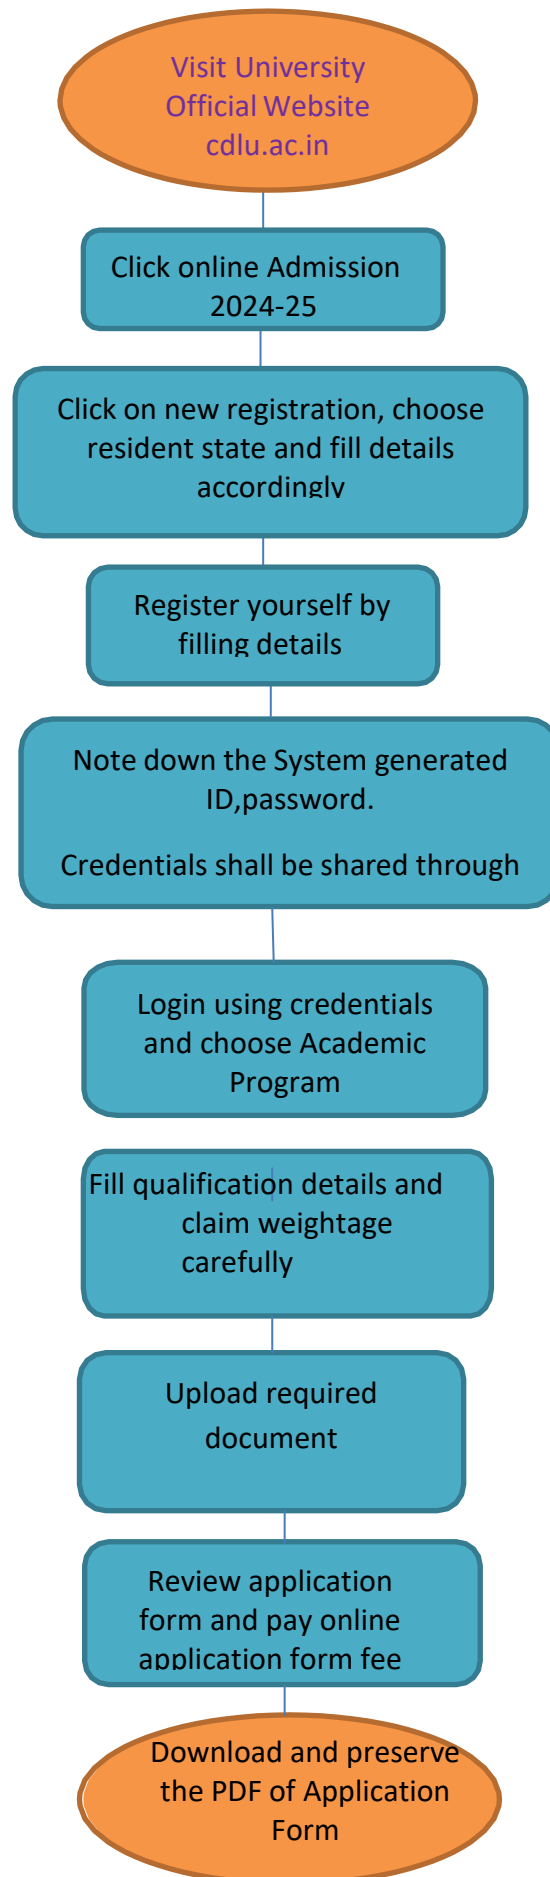 Visit University
Official Website
cdlu.ac.in
Click online Admission
2024-25
Click on new registration, choose
resident state and fill details
accordingly
Register yourself by
filling details
Note down the System generated
ID,password.
Credentials shall be shared through
Login using credentials
and choose Academic
Program
Fill qualification details and
claim weightage
carefully
Upload required
document
Review application
form and pay online
application form fee
Download and preserve
the PDF of Application
Form